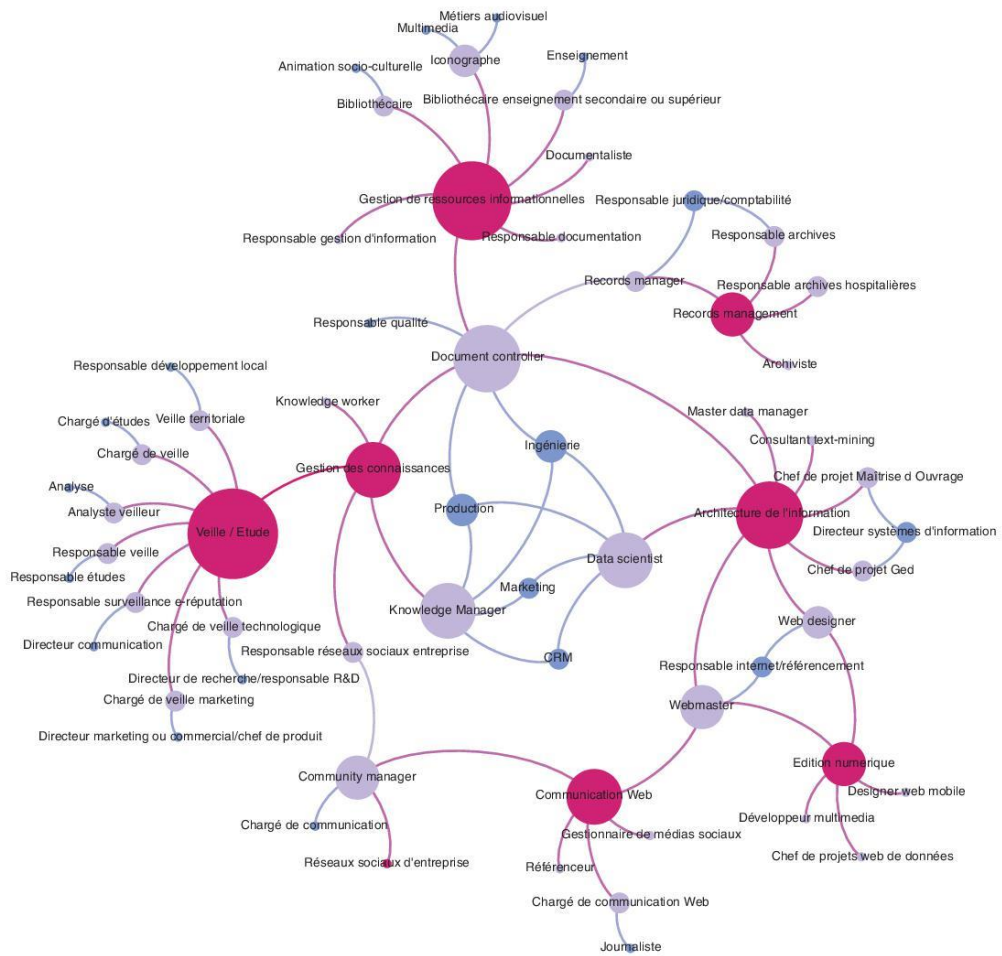 Métiers audiovisuel
Multimedia
Iconographe
Enseignement
Animation socio-culturelle
Bibliothécaire
Bibliothécaire enseignement secondaire ou supérieur
Documentaliste
Gestion de ressources informationnelles
Responsable juridique/comptabilité
Responsable gestion d'information
Responsable documentation
Responsable archives
Records manager
Responsable archives hospitalières
Records management
Responsable qualité
Document controller
Archiviste
Responsable développement local
Knowledge worker
Master data manager
Chargé d'études
Veille territoriale
Consultant text-mining
Chargé de veille
Ingénierie
Gestion des connaissances
Chef de projet Maîtrise d Ouvrage
Analyse
Analyste veilleur
Production
Architecture de l'information
Veille / Etude
Directeur systèmes d'information
Responsable veille
Data scientist
Chef de projet Ged
Responsable études
Marketing
Responsable surveillance e-réputation
Knowledge Manager
Chargé de veille technologique
Web designer
Directeur communication
Responsable réseaux sociaux entreprise
CRM
Responsable internet/référencement
Directeur de recherche/responsable R&D
Chargé de veille marketing
Webmaster
Directeur marketing ou commercial/chef de produit
Community manager
Edition numerique
Communication Web
Designer web mobile
Chargé de communication
Développeur multimedia
Gestionnaire de médias sociaux
Réseaux sociaux d'entreprise
Référenceur
Chef de projets web de données
Chargé de communication Web
Journaliste